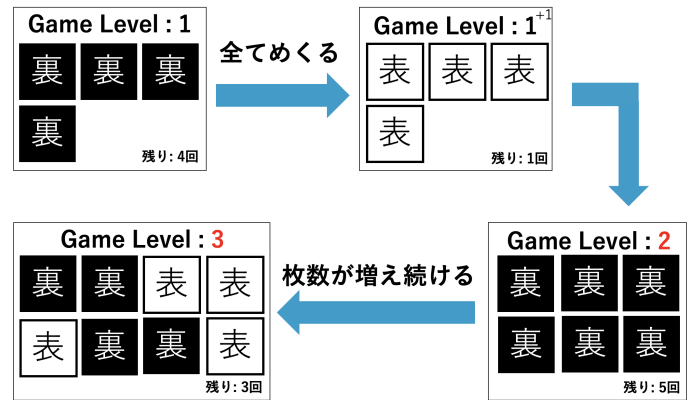 Game Level : 1
裏 裏 裏
裏
残り: 4回
全てめくる
Game Level : 1+1
表 表 表
表
残り: 1回
Game Level : 2
裏 裏 裏
裏 裏 裏
残り: 5回
枚数が増え続ける
Game Level : 3
裏 裏 表 表
表 裏 裏 表
残り: 3回